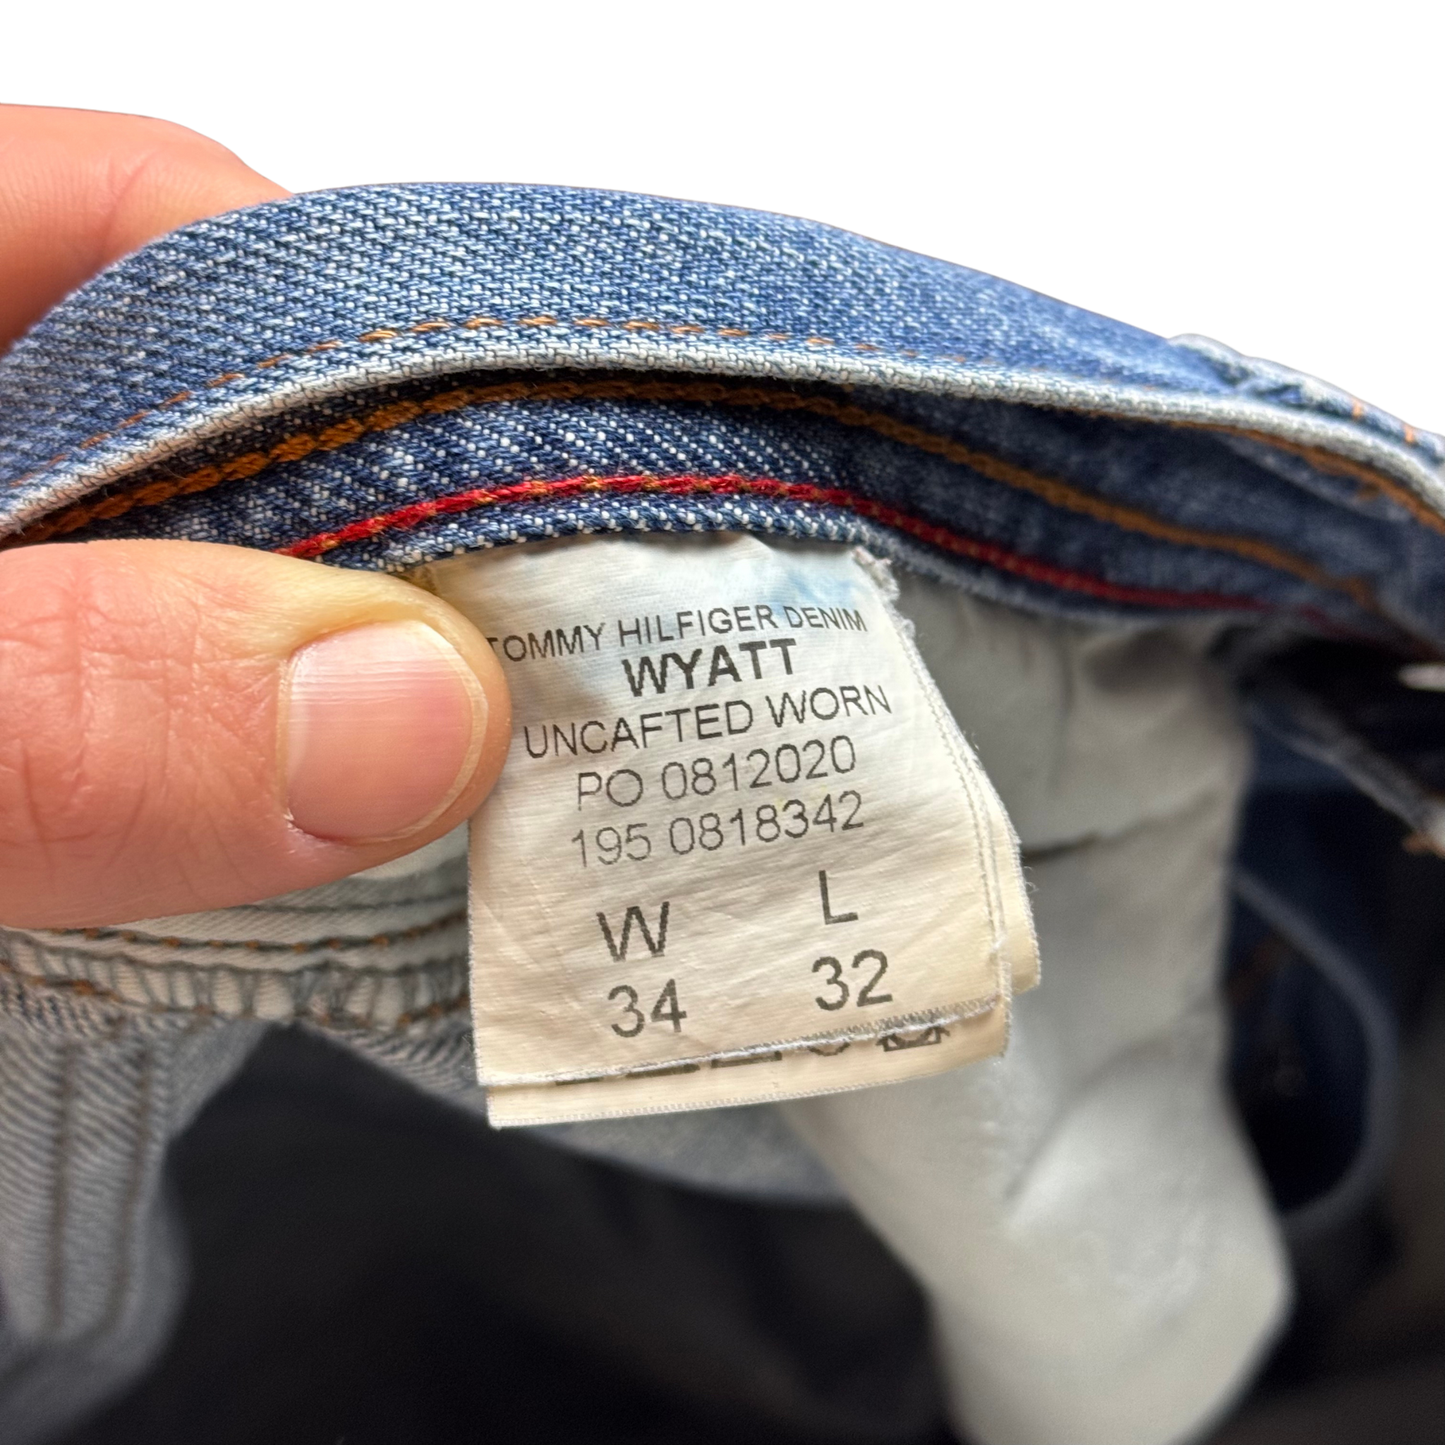 TOMMY HILFIGER DENIM
WYATT
UNCAFTED WORN
PO 0812020
195 0818342
W L
34 32